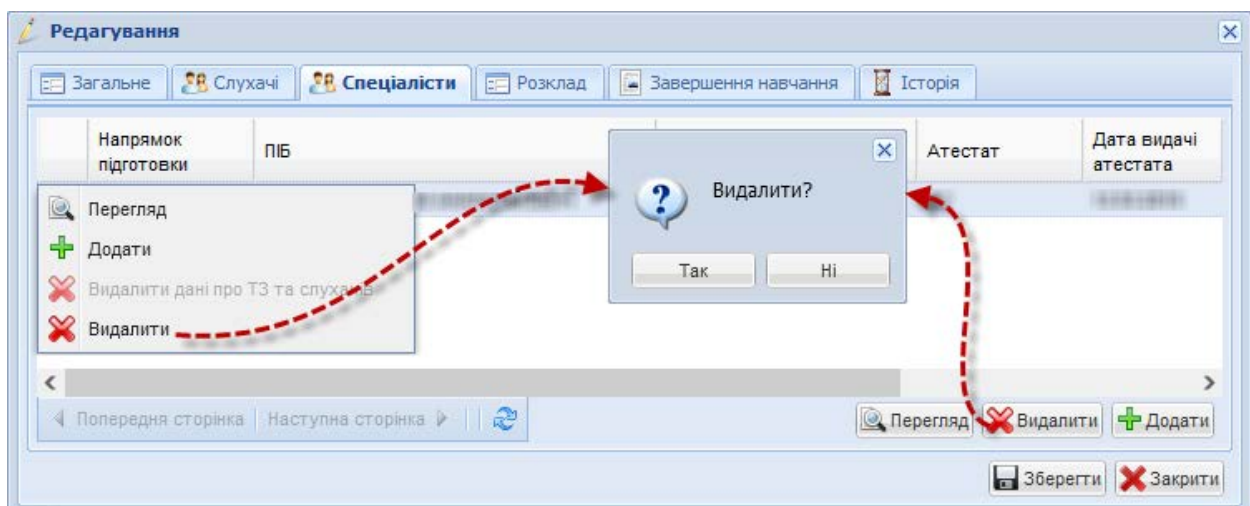 Редагування
Загальне Слухачі Спеціалісти Розклад Завершення навчання Історія
Напрямок підготовки ПІБ Атестат Дата видачі атестата
Перегляд
Додати
Видалити дані про ТЗ та слухачів
Видалити
Видалити?
Так Ні
Попередня сторінка Наступна сторінка Перегляд Видалити Додати
Зберегти Закрити